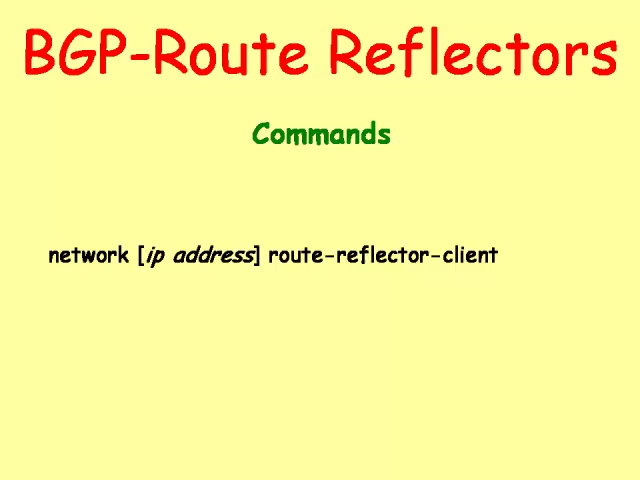 BGP-Route Reflectors
Commands
network [ip address] route-reflector-client